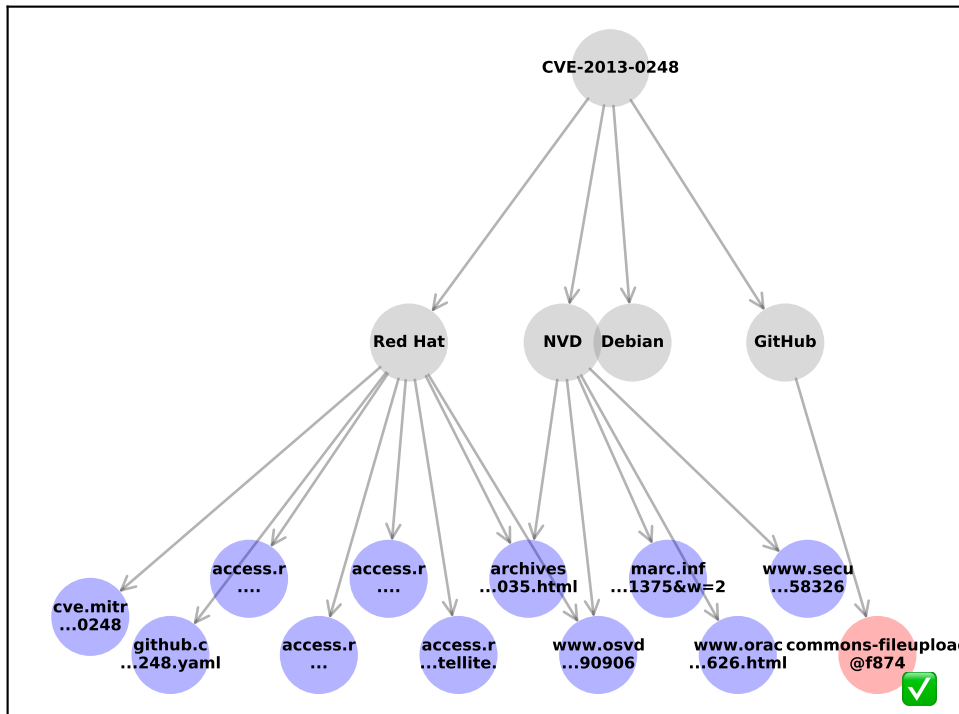 CVE-2013-0248
Red Hat
NVD
Debian
GitHub
access.r
....
access.r
....
archives
...035.html
marc.inf
...1375&w=2
www.secu
...58326
cve.mitr
...0248
github.c
...248.yaml
access.r
...
access.r
...tellite.
www.osvd
...90906
www.orac
...626.html
commons-fileupload
@f874